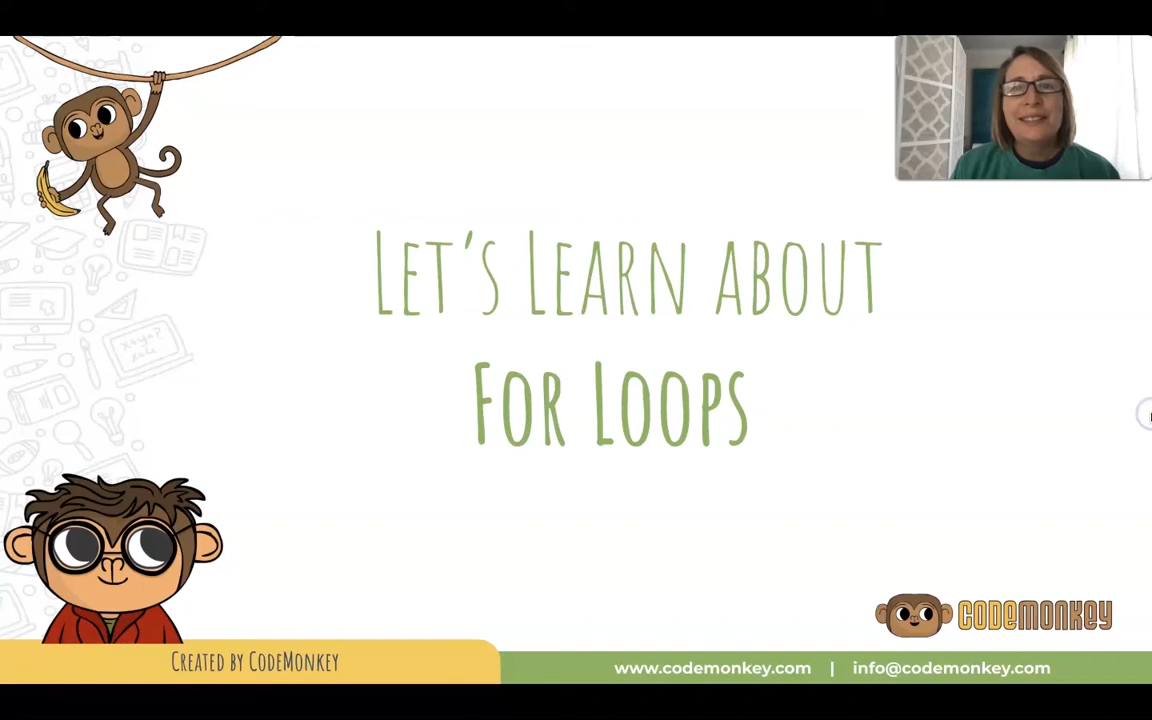 Let's Learn about
For Loops
CODEMONKEY
Created by CodeMonkey
www.codemonkey.com | info@codemonkey.com